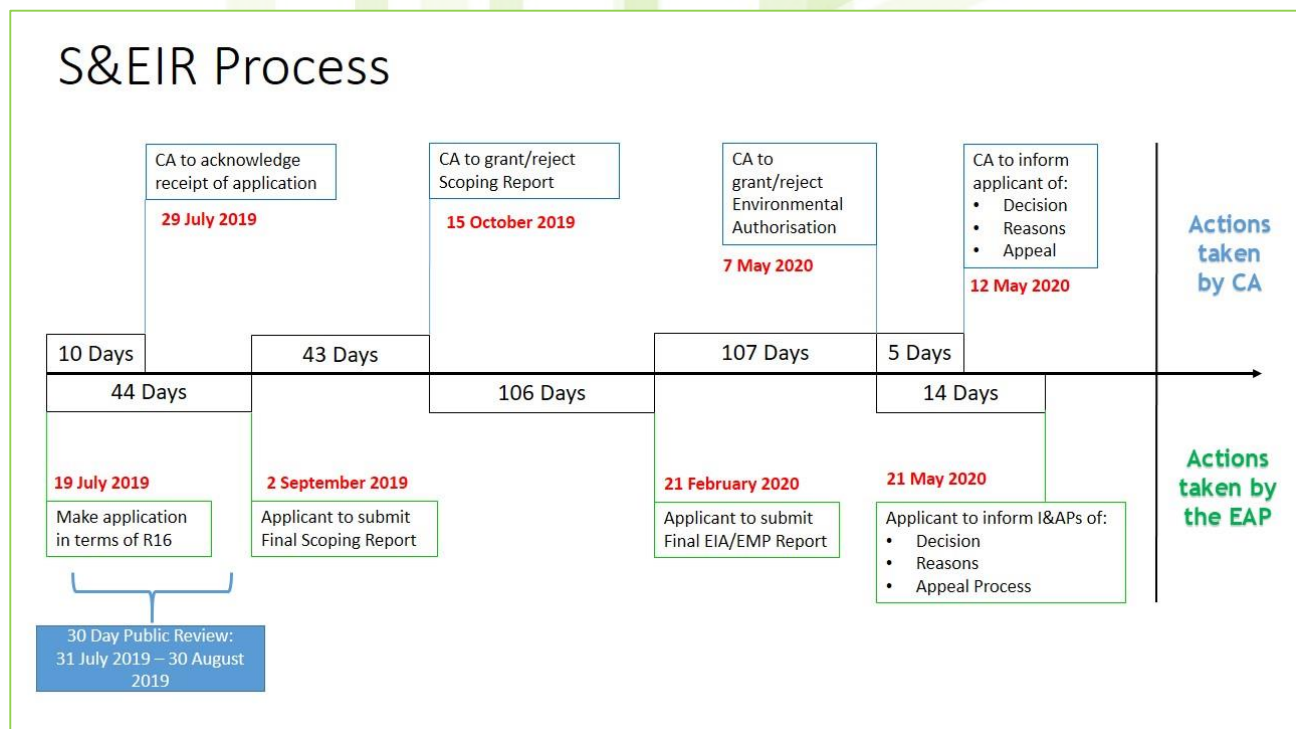 S&EIR Process
CA to acknowledge
receipt of application
29 July 2019
CA to grant/reject
Scoping Report
15 October 2019
CA to
grant/reject
Environmental
Authorisation
7 May 2020
CA to inform
applicant of:
• Decision
• Reasons
• Appeal
12 May 2020
Actions
taken
by CA
10 Days
43 Days
107 Days
5 Days
44 Days
106 Days
14 Days
19 July 2019
Make application
in terms of R16
2 September 2019
Applicant to submit
Final Scoping Report
21 February 2020
Applicant to submit
Final EIA/EMP Report
21 May 2020
Applicant to inform I&APs of:
• Decision
• Reasons
• Appeal Process
Actions
taken by
the EAP
30 Day Public Review:
31 July 2019 – 30 August
2019